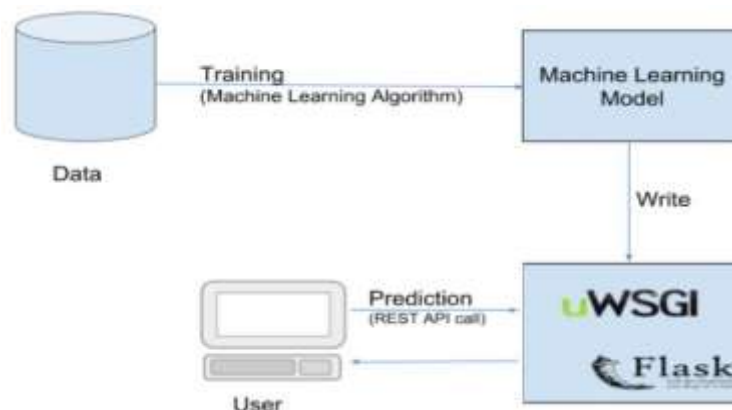 Training
(Machine Learning Algorithm)
Machine Learning
Model
Data
Write
Prediction
(REST API call)
uWSGI
Flask
User